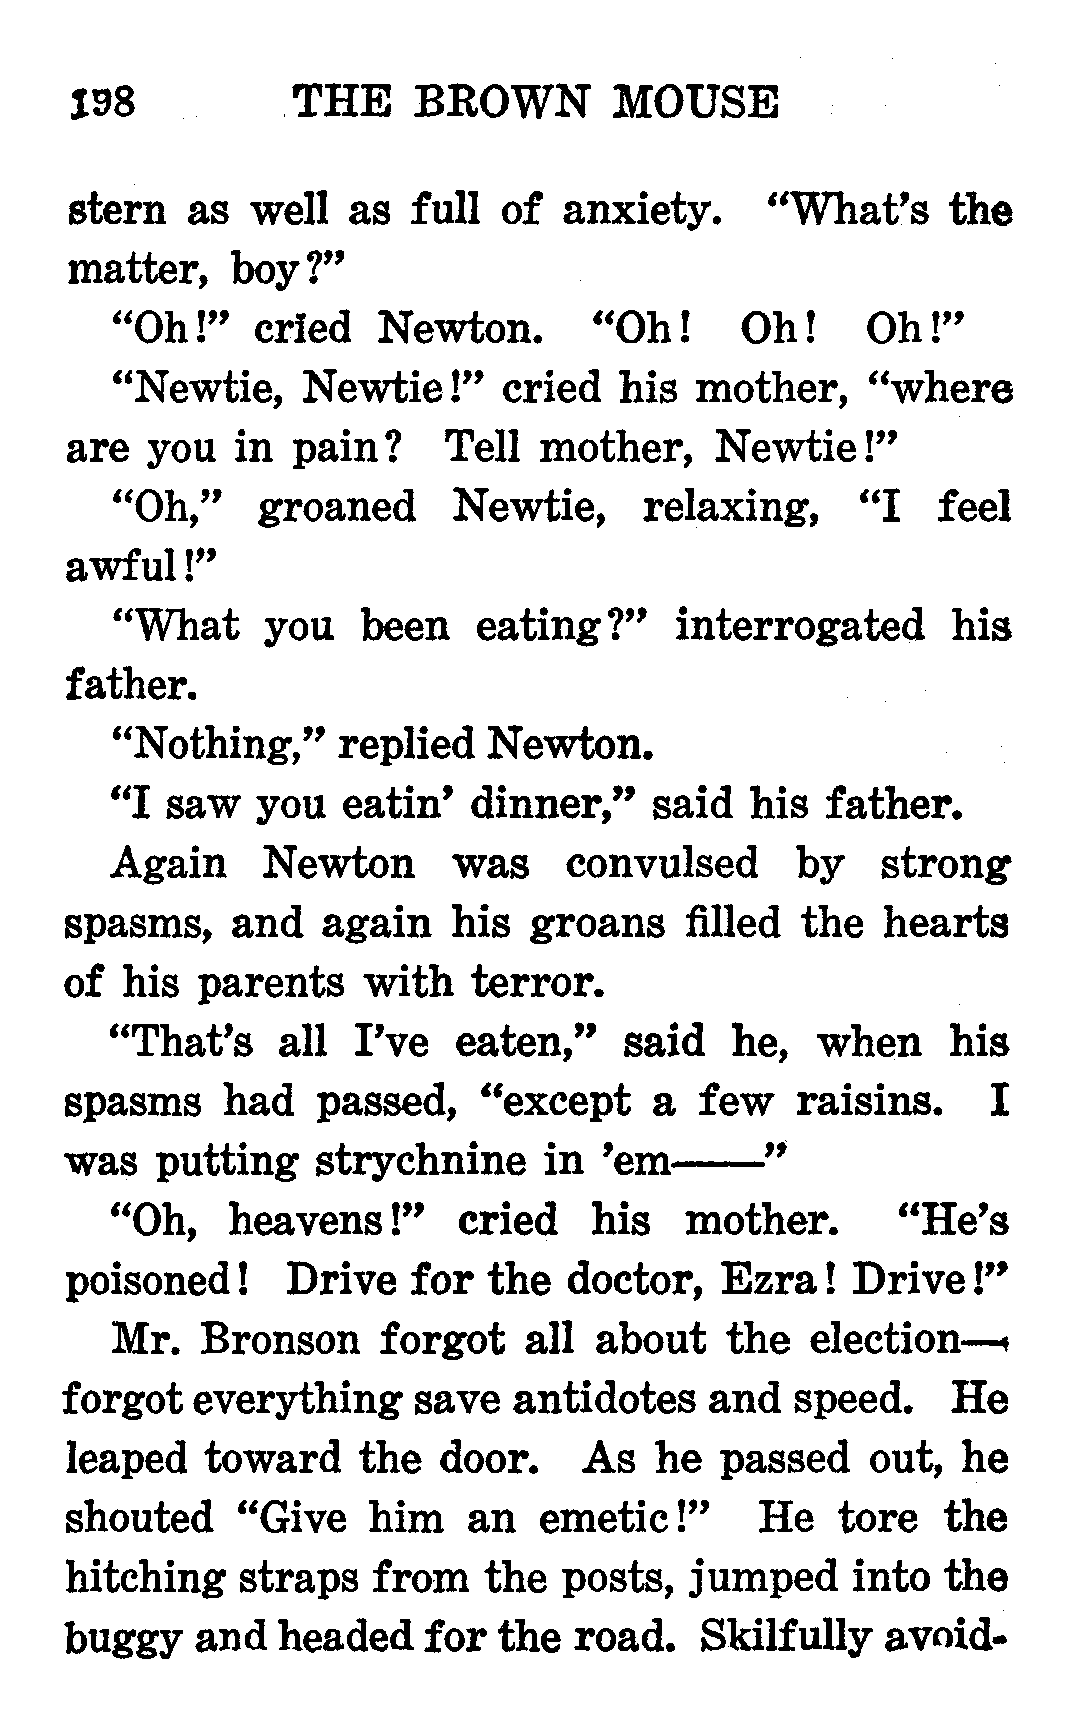 198 THE BROWN MOUSE
stern as well as full of anxiety. “What’s the
matter, boy?”
“Oh!” cried Newton. “Oh! Oh! Oh!”
“Newtie, Newtie!” cried his mother, “where
are you in pain? Tell mother, Newtie!”
“Oh,” groaned Newtie, relaxing, “I feel
awful!”
“What you been eating?” interrogated his
father.
“Nothing,” replied Newton.
“I saw you eatin’ dinner,” said his father.
Again Newton was convulsed by strong
spasms, and again his groans filled the hearts
of his parents with terror.
“That’s all I’ve eaten,” said he, when his
spasms had passed, “except a few raisins. I
was putting strychnine in ’em——”
“Oh, heavens!” cried his mother. “He’s
poisoned! Drive for the doctor, Ezra! Drive!”
Mr. Bronson forgot all about the election—
forgot everything save antidotes and speed. He
leaped toward the door. As he passed out, he
shouted “Give him an emetic!” He tore the
hitching straps from the posts, jumped into the
buggy and headed for the road. Skilfully avoid-